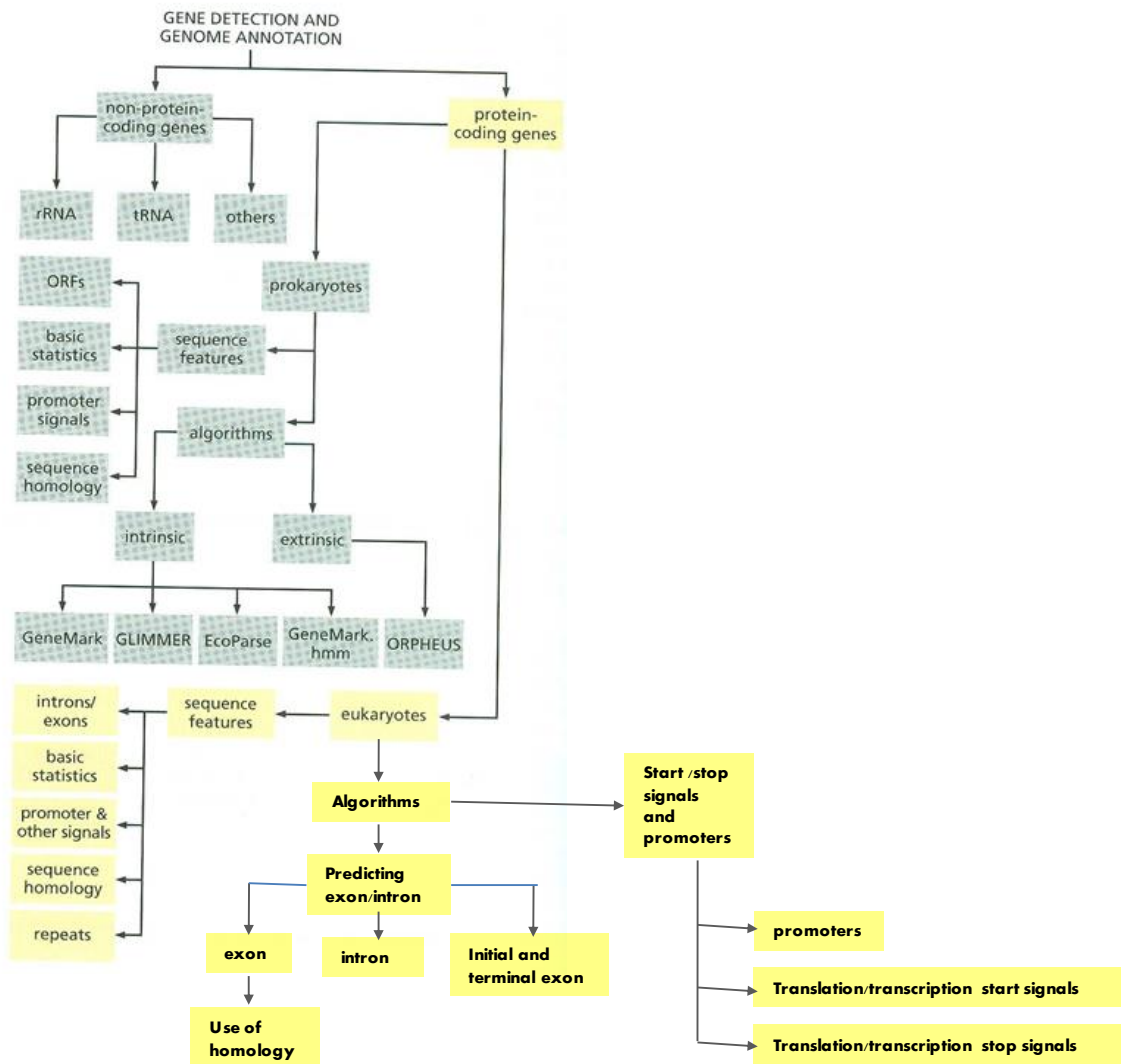 GENE DETECTION AND
GENOME ANNOTATION
non-protein-
coding genes
protein-
coding genes
rRNA
tRNA
others
ORFs
prokaryotes
basic
statistics
sequence
features
promoter
signals
algorithms
sequence
homology
intrinsic
extrinsic
GeneMark
GLIMMER
EcoParse
GeneMark.
hmm
ORPHEUS
introns/
exons
sequence
features
eukaryotes
basic
statistics
promoter &
other signals
sequence
homology
repeats
Algorithms
Start /stop
signals
and
promoters
Predicting
exon/intron
exon
intron
Initial and
terminal exon
Use of
homology
promoters
Translation/transcription start signals
Translation/transcription stop signals